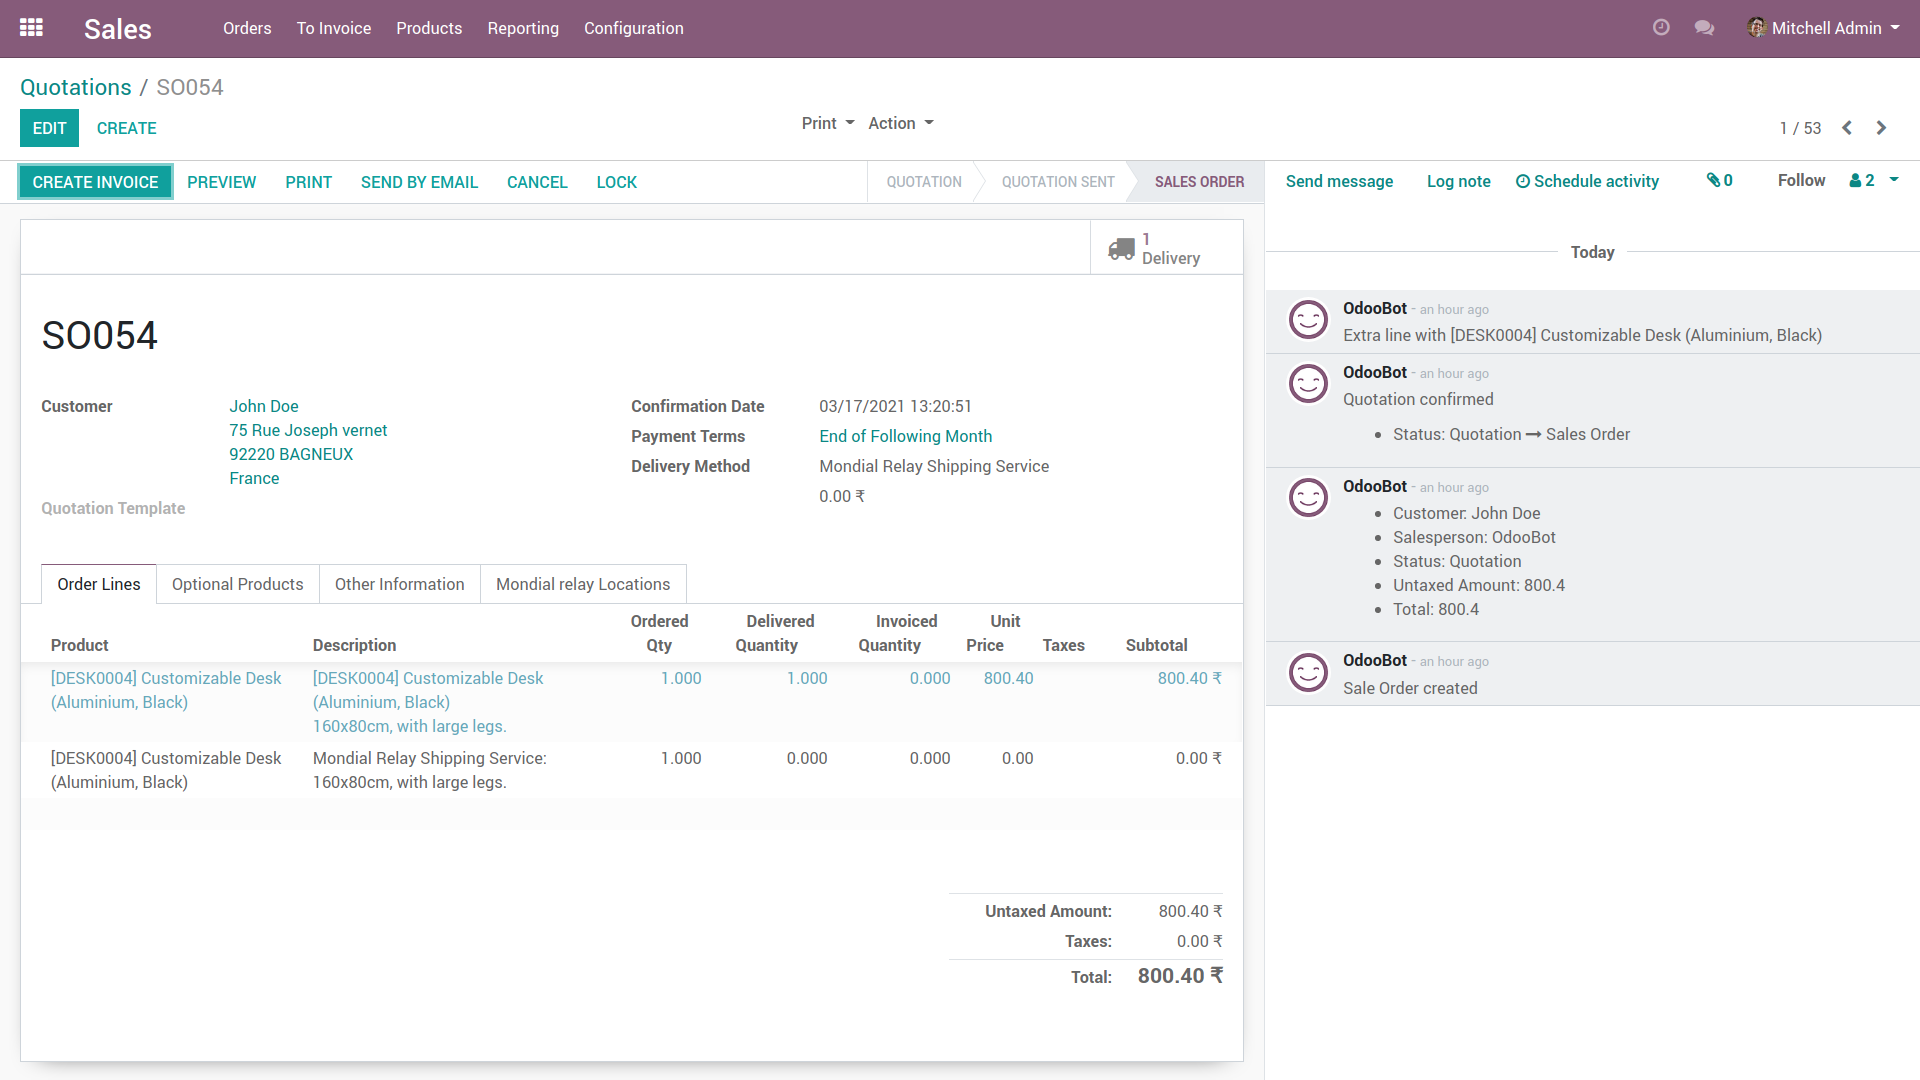 Sales
Orders
To Invoice
Products
Reporting
Configuration
Mitchell Admin
Quotations / SO054
EDIT
CREATE
Print
Action
1 / 53
CREATE INVOICE
PREVIEW
PRINT
SEND BY EMAIL
CANCEL
LOCK
QUOTATION
QUOTATION SENT
SALES ORDER
Send message
Log note
Schedule activity
0
Follow
2
1
Delivery
SO054
Customer
John Doe
75 Rue Joseph vernet
92220 BAGNEUX
France
Quotation Template
Confirmation Date 03/17/2021 13:20:51
Payment Terms End of Following Month
Delivery Method Mondial Relay Shipping Service
0.00 ₹
Order Lines
Optional Products
Other Information
Mondial relay Locations
Product
Description
Ordered
Qty
Delivered
Quantity
Invoiced
Quantity
Unit
Price
Taxes
Subtotal
[DESK0004] Customizable Desk
(Aluminium, Black)
[DESK0004] Customizable Desk
(Aluminium, Black)
160x80cm, with large legs.
1.000
1.000
0.000
800.40
800.40 ₹
[DESK0004] Customizable Desk
(Aluminium, Black)
Mondial Relay Shipping Service:
160x80cm, with large legs.
1.000
0.000
0.000
0.00
0.00 ₹
Untaxed Amount: 800.40 ₹
Taxes: 0.00 ₹
Total: 800.40 ₹
Today
OdooBot - an hour ago
Extra line with [DESK0004] Customizable Desk (Aluminium, Black)
OdooBot - an hour ago
Quotation confirmed
• Status: Quotation → Sales Order
OdooBot - an hour ago
• Customer: John Doe
• Salesperson: OdooBot
• Status: Quotation
• Untaxed Amount: 800.4
• Total: 800.4
OdooBot - an hour ago
Sale Order created